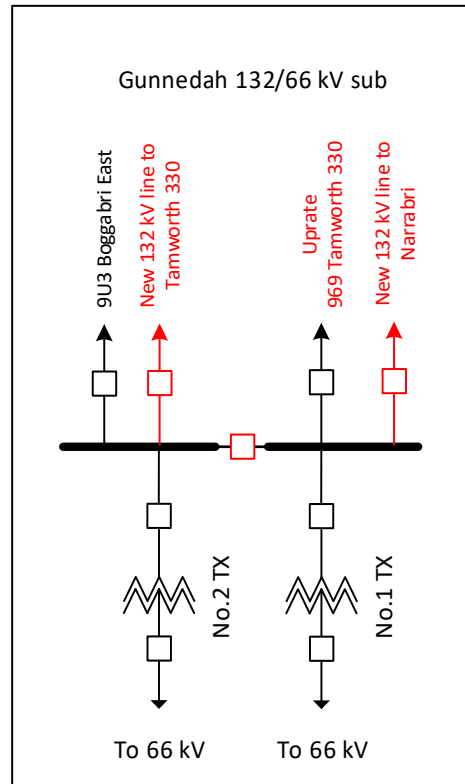 Gunnedah 132/66 kV sub
9U3 Boggabri East
New 132 kV line to
Tamworth 330
Uprate
969 Tamworth 330
New 132 kV line to
Narrabri
No.2 TX
No.1 TX
To 66 kV
To 66 kV